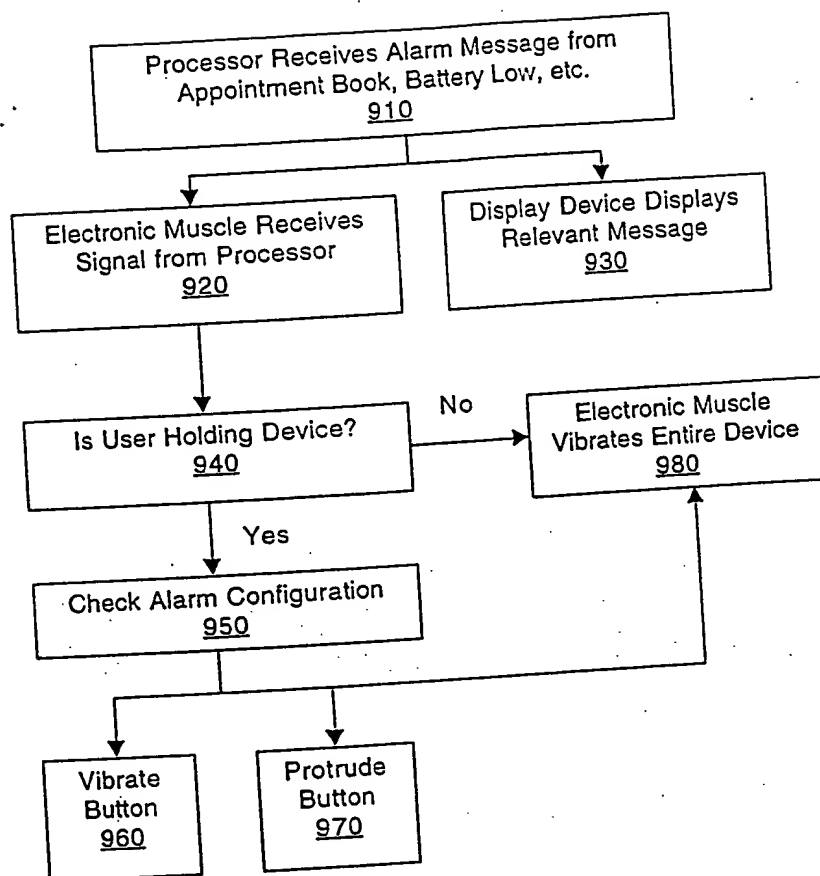 Processor Receives Alarm Message from
Appointment Book, Battery Low, etc.
910
Electronic Muscle Receives
Signal from Processor
920
Display Device Displays
Relevant Message
930
Is User Holding Device?
940
No
Electronic Muscle
Vibrates Entire Device
980
Yes
Check Alarm Configuration
950
Vibrate
Button
960
Protrude
Button
970